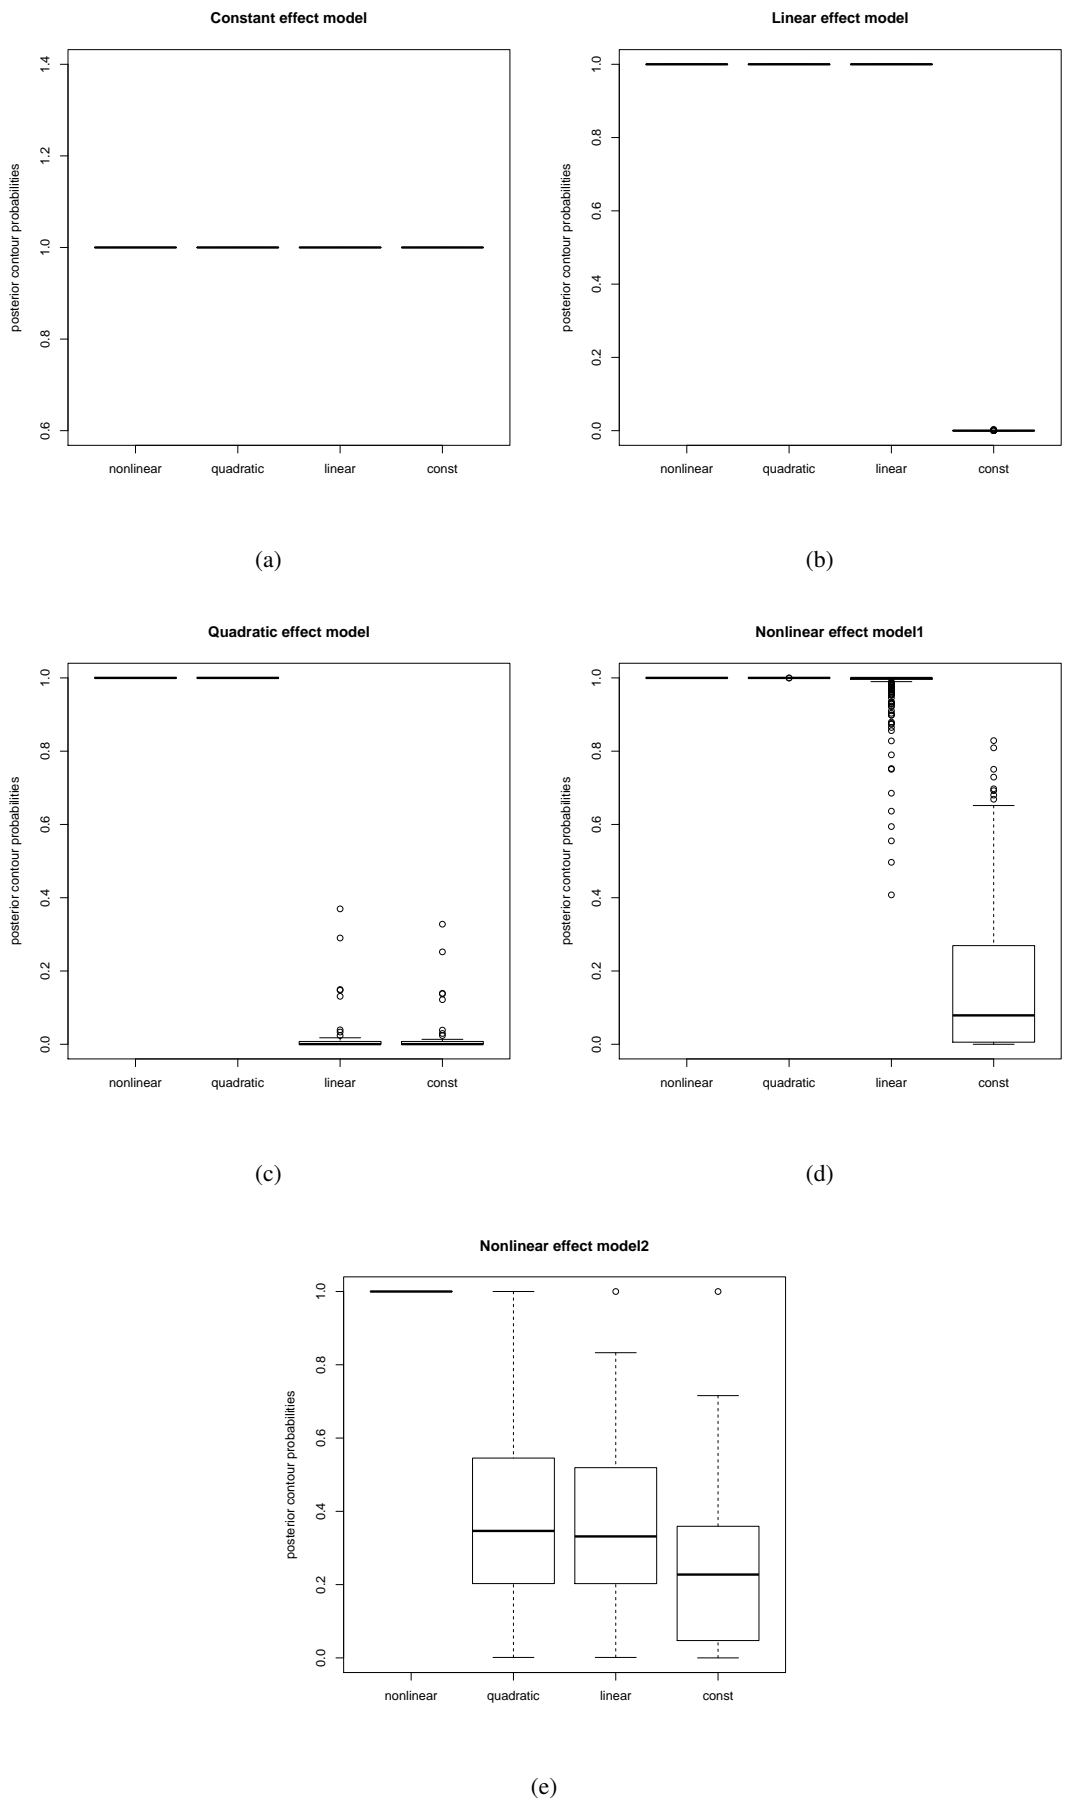 Constant effect model
posterior contour probabilities
1.4
1.2
1.0
0.8
0.6
nonlinear quadratic linear const
(a)
Linear effect model
posterior contour probabilities
1.0
0.8
0.6
0.4
0.2
0.0
nonlinear quadratic linear const
(b)
Quadratic effect model
posterior contour probabilities
1.0
0.8
0.6
0.4
0.2
0.0
nonlinear quadratic linear const
(c)
Nonlinear effect model1
posterior contour probabilities
1.0
0.8
0.6
0.4
0.2
0.0
nonlinear quadratic linear const
(d)
Nonlinear effect model2
posterior contour probabilities
1.0
0.8
0.6
0.4
0.2
0.0
nonlinear quadratic linear const
(e)